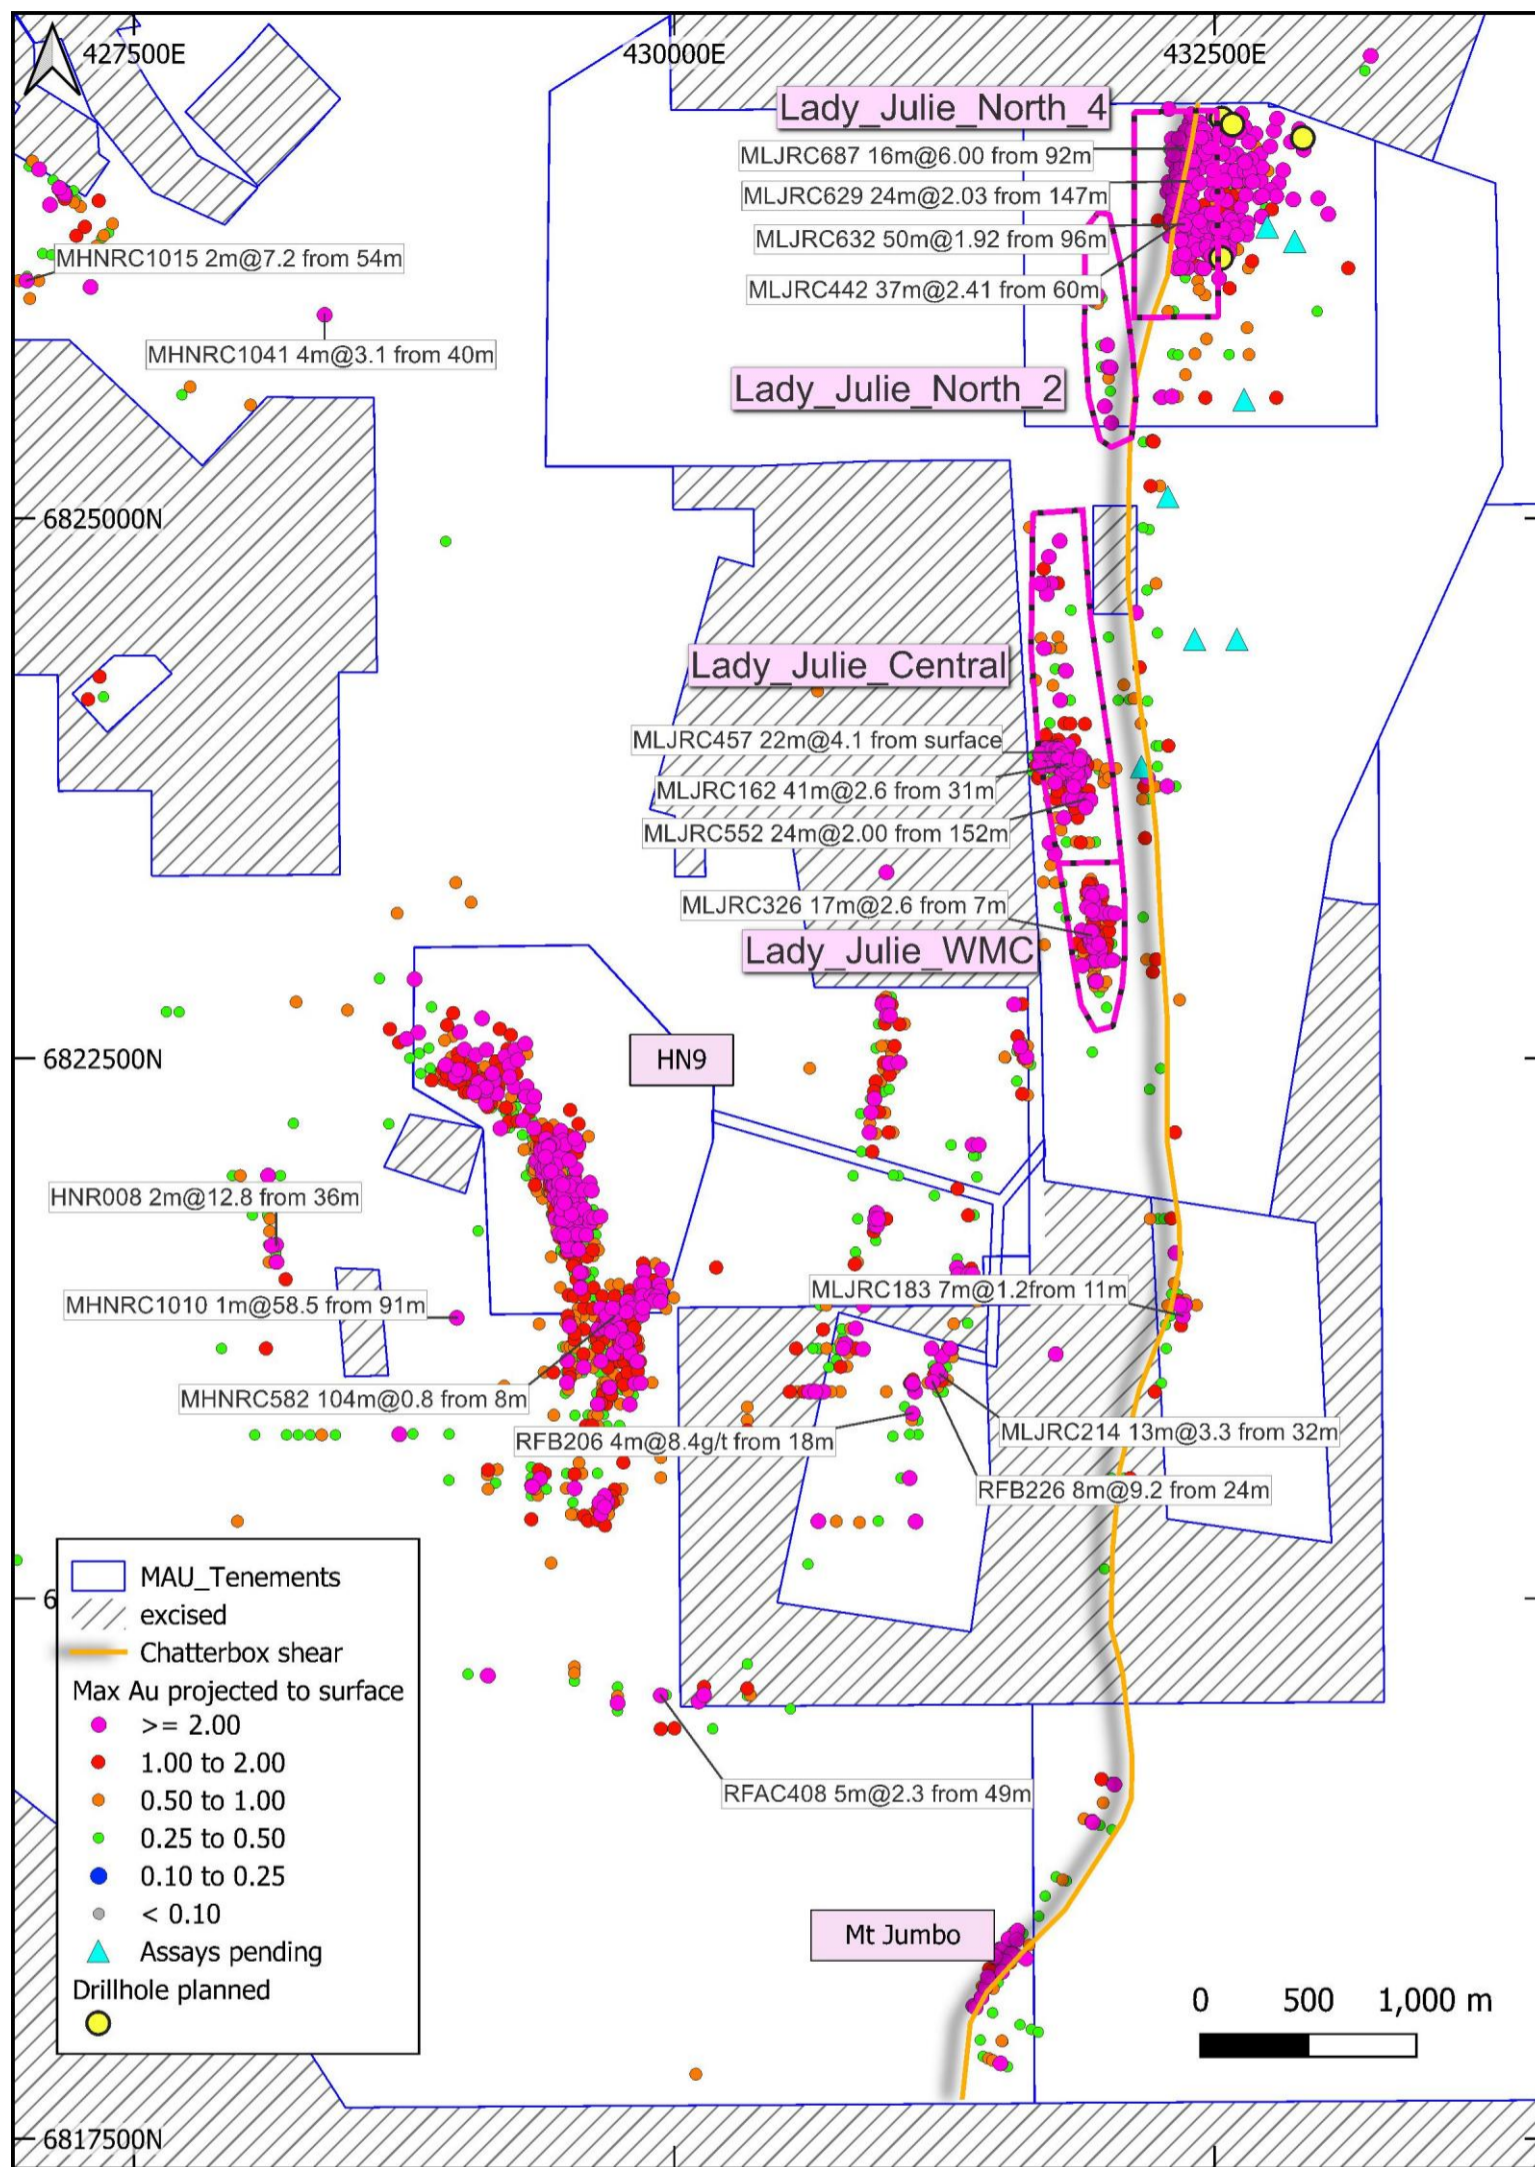 427500E
430000E
432500E
Lady_Julie_North_4
MLJRC687 16m@6.00 from 92m
MLJRC629 24m@2.03 from 147m
MLJRC632 50m@1.92 from 96m
MHNRC1015 2m@7.2 from 54m
MLJRC442 37m@2.41 from 60m
MHNRC1041 4m@3.1 from 40m
Lady_Julie_North_2
6825000N
Lady_Julie_Central
MLJRC457 22m@4.1 from surface
MLJRC162 41m@2.6 from 31m
MLJRC552 24m@2.00 from 152m
MLJRC326 17m@2.6 from 7m
Lady_Julie_WMC
6822500N
HN9
HNR008 2m@12.8 from 36m
MLJRC183 7m@1.2from 11m
MHNRC1010 1m@58.5 from 91m
MHNRC582 104m@0.8 from 8m
MLJRC214 13m@3.3 from 32m
RFB206 4m@8.4g/t from 18m
RFB226 8m@9.2 from 24m
6
MAU_Tenements
excised
Chatterbox shear
Max Au projected to surface
>= 2.00
1.00 to 2.00
0.50 to 1.00
0.25 to 0.50
0.10 to 0.25
< 0.10
Assays pending
Drillhole planned
RFAC408 5m@2.3 from 49m
Mt Jumbo
0 500 1,000 m
6817500N